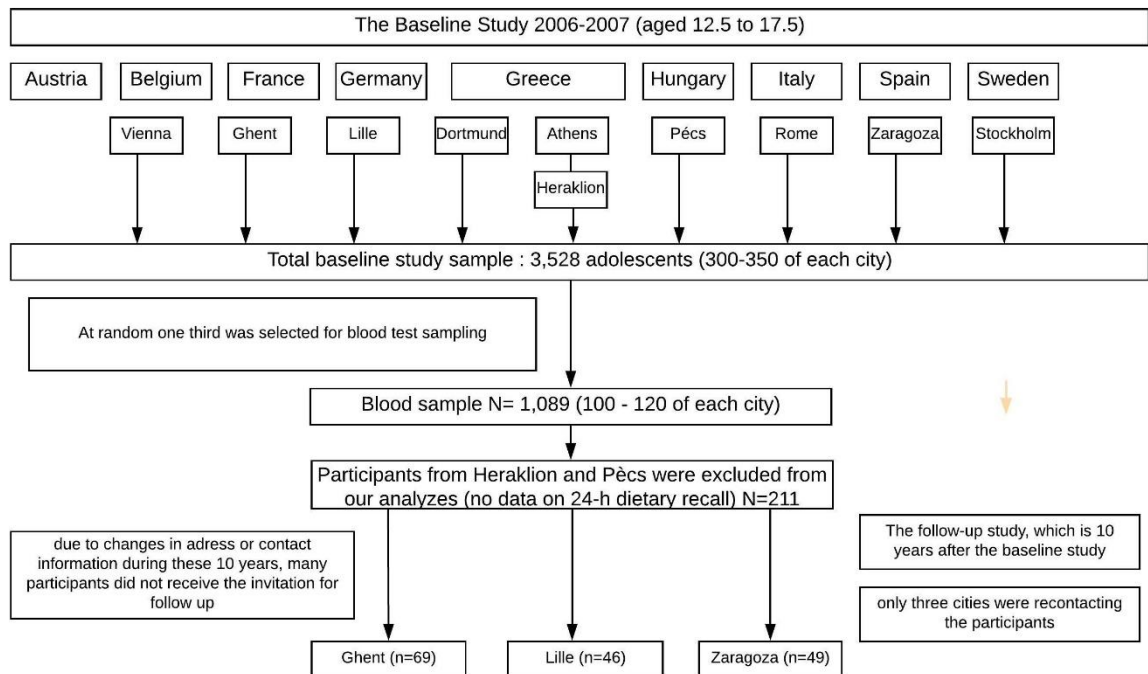 The Baseline Study 2006-2007 (aged 12.5 to 17.5)
Austria
Belgium
France
Germany
Greece
Hungary
Italy
Spain
Sweden
Vienna
Ghent
Lille
Dortmund
Athens
Pécs
Rome
Zaragoza
Stockholm
Heraklion
Total baseline study sample : 3,528 adolescents (300-350 of each city)
At random one third was selected for blood test sampling
Blood sample N= 1,089 (100 - 120 of each city)
Participants from Heraklion and Pècs were excluded from
our analyzes (no data on 24-h dietary recall) N=211
due to changes in adress or contact
information during these 10 years, many
participants did not receive the invitation for
follow up
The follow-up study, which is 10
years after the baseline study
only three cities were recontacting
the participants
Ghent (n=69)
Lille (n=46)
Zaragoza (n=49)